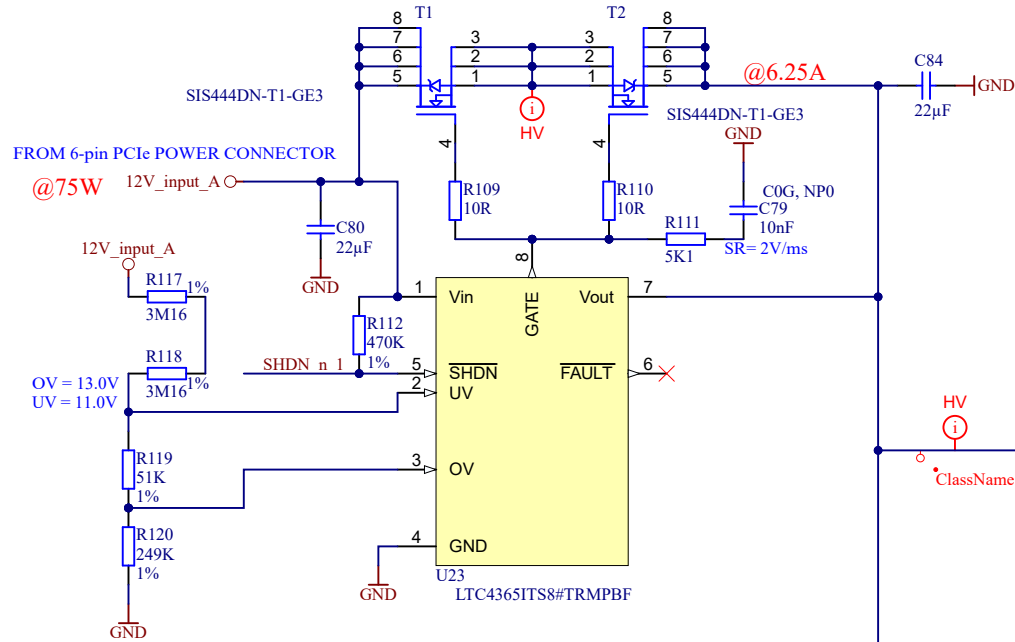 T1
T2
8
7
6
5
3
2
1
3
2
1
8
7
6
5
@6.25A
C84
22µF
GND
SIS444DN-T1-GE3
i
HV
SIS444DN-T1-GE3
4
4
GND
FROM 6-pin PCIe POWER CONNECTOR
@75W
12V_input_A
R109
10R
R110
10R
C0G, NP0
C79
10nF
SR= 2V/ms
C80
22µF
R111
5K1
12V_input_A
GND
8
R117
1%
3M16
1
Vin
GATE
Vout
7
R112
470K
1%
R118
1%
3M16
SHDN_n_1
5
SHDN
FAULT
6
OV = 13.0V
UV = 11.0V
2
UV
HV
i
R119
51K
1%
3
OV
ClassName
R120
249K
1%
4
GND
U23
GND
LTC4365ITS8#TRMPBF
GND